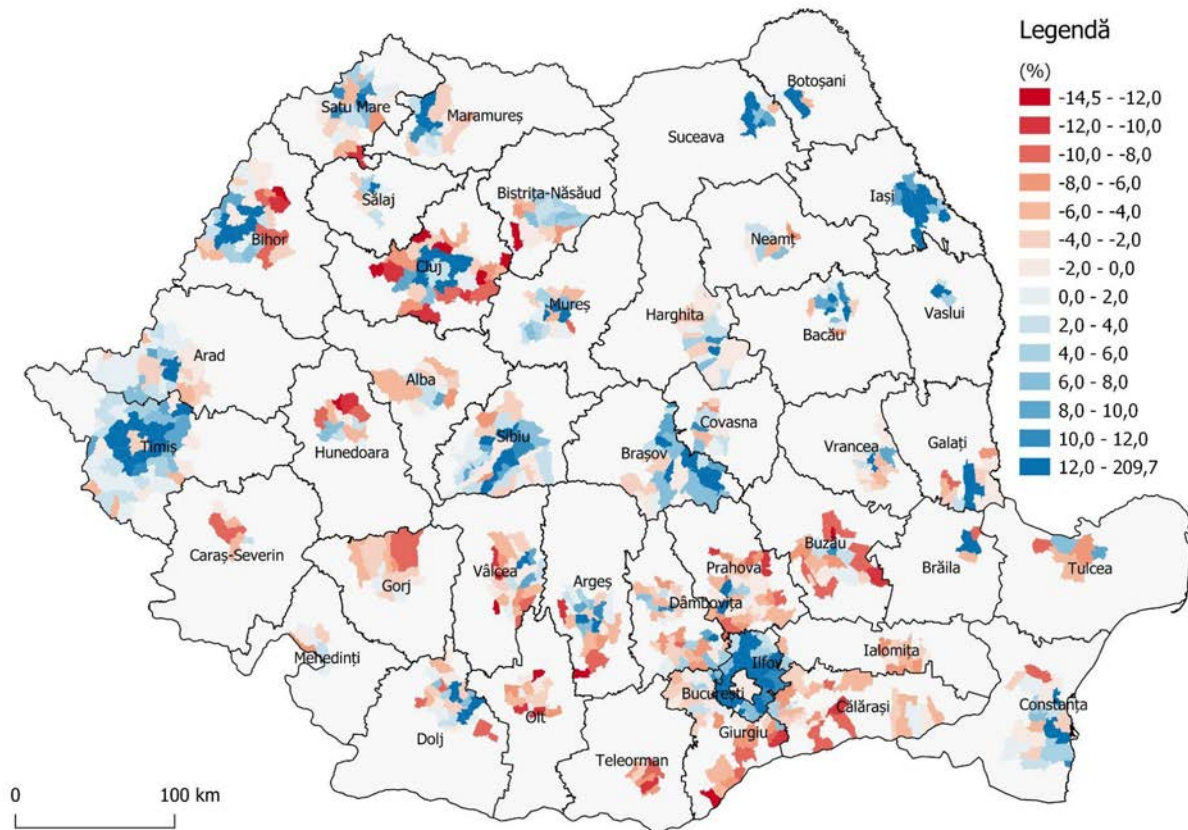 Legendă
(%)
-14,5 - -12,0
-12,0 - -10,0
-10,0 - -8,0
-8,0 - -6,0
-6,0 - -4,0
-4,0 - -2,0
-2,0 - 0,0
0,0 - 2,0
2,0 - 4,0
4,0 - 6,0
6,0 - 8,0
8,0 - 10,0
10,0 - 12,0
12,0 - 209,7
Botoșani
Satu Mare
Maramureș
Suceava
Sălaj
Bistrița-Năsăud
Iași
Bihor
Neamț
Cluj
Mureș
Harghita
Bacău
Vaslui
Arad
Alba
Timiș
Hunedoara
Sibiu
Brașov
Covasna
Vrancea
Galați
Caraș-Severin
Gorj
Vâlcea
Argeș
Prahova
Buzău
Brăila
Tulcea
Dâmbovița
Mehedinți
Ilfov
Ialomița
București
Călărași
Constanța
Olt
Dolj
Giurgiu
Teleorman
0
100 km